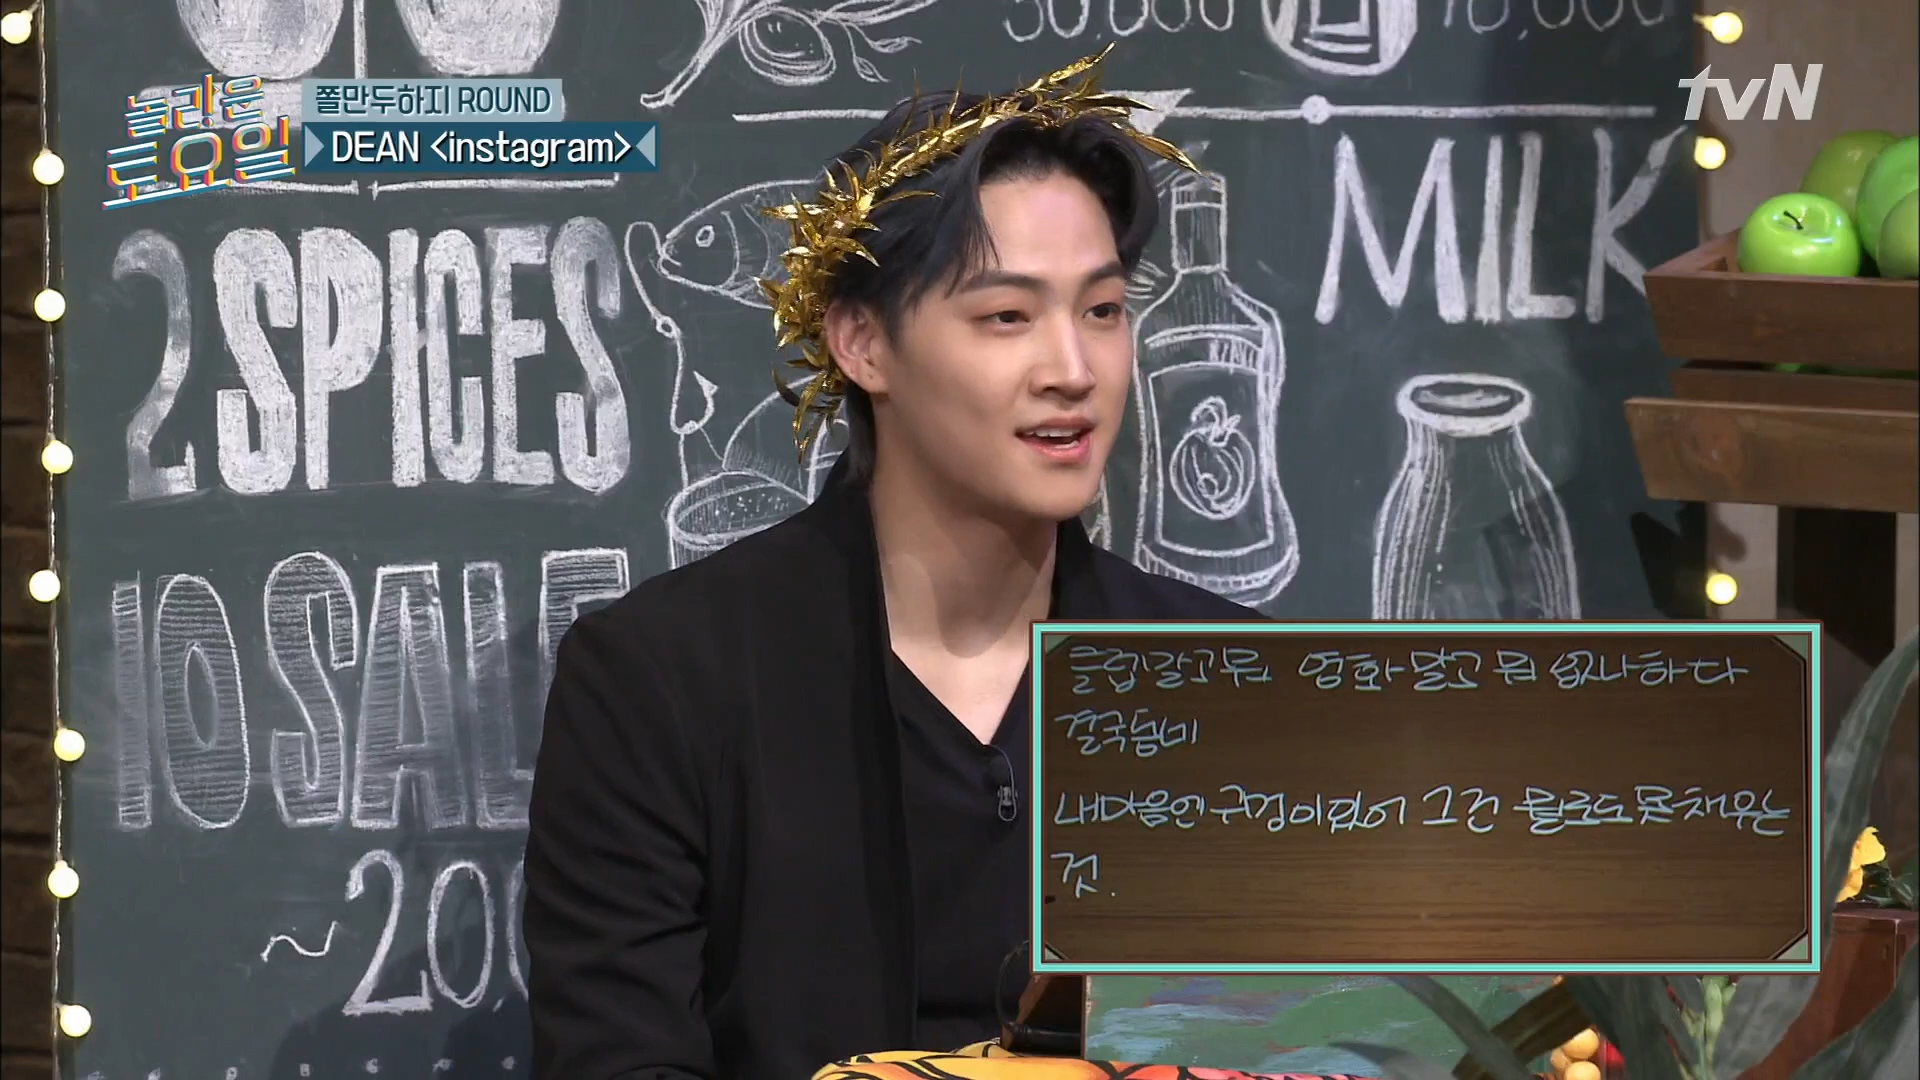 30,000
10,000
tvN
놀라운
토요일
쫄만두하지 ROUND
DEAN <instagram>
2 SPICES
MILK
10 SALE
~200
클럽말고 뭐 영화말고 뭐 없나하다
결국 둥비
내마음엔 구멍이 있어 그건 뭘로도 못 채우는
것.